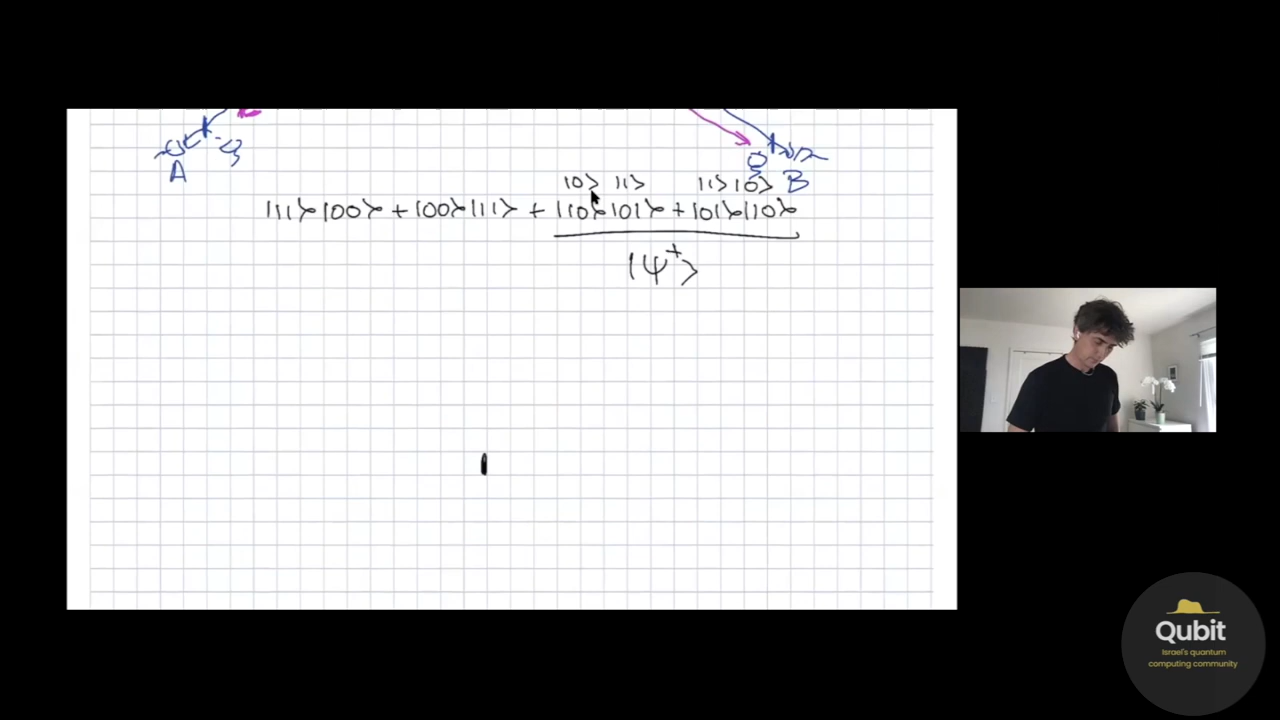 A
B
|0⟩ |1⟩ |1⟩|0⟩
|11⟩|00⟩ + |00⟩|11⟩ + |10⟩|01⟩ + |01⟩|10⟩
|ψ⁺⟩
Qubit
Israel's quantum
computing community